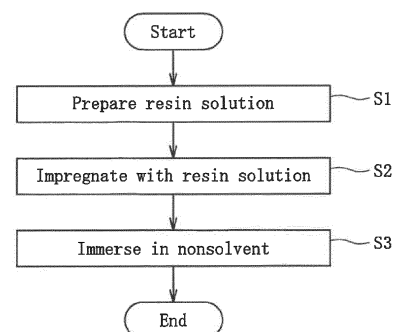 Start
Prepare resin solution
S1
Impregnate with resin solution
S2
Immerse in nonsolvent
S3
End